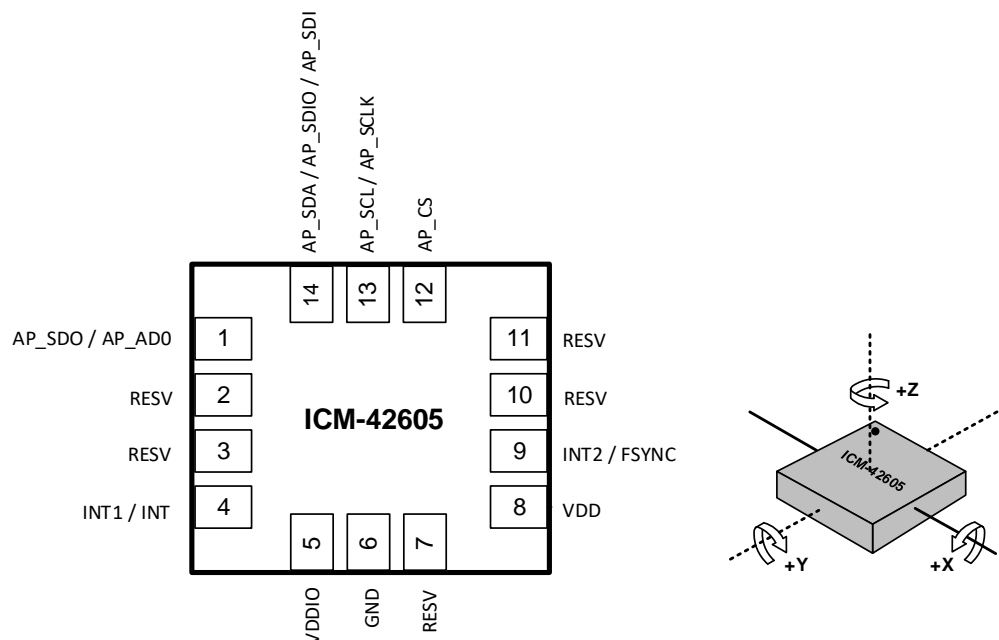 AP_SDA / AP_SDIO / AP_SDI
AP_SCL / AP_SCLK
AP_CS
14
13
12
AP_SDO / AP_AD0
1
11
RESV
RESV
2
10
RESV
ICM-42605
RESV
3
9
INT2 / FSYNC
INT1 / INT
4
8
VDD
5
6
7
VDDIO
GND
RESV
+Z
ICM-42605
+Y
+X